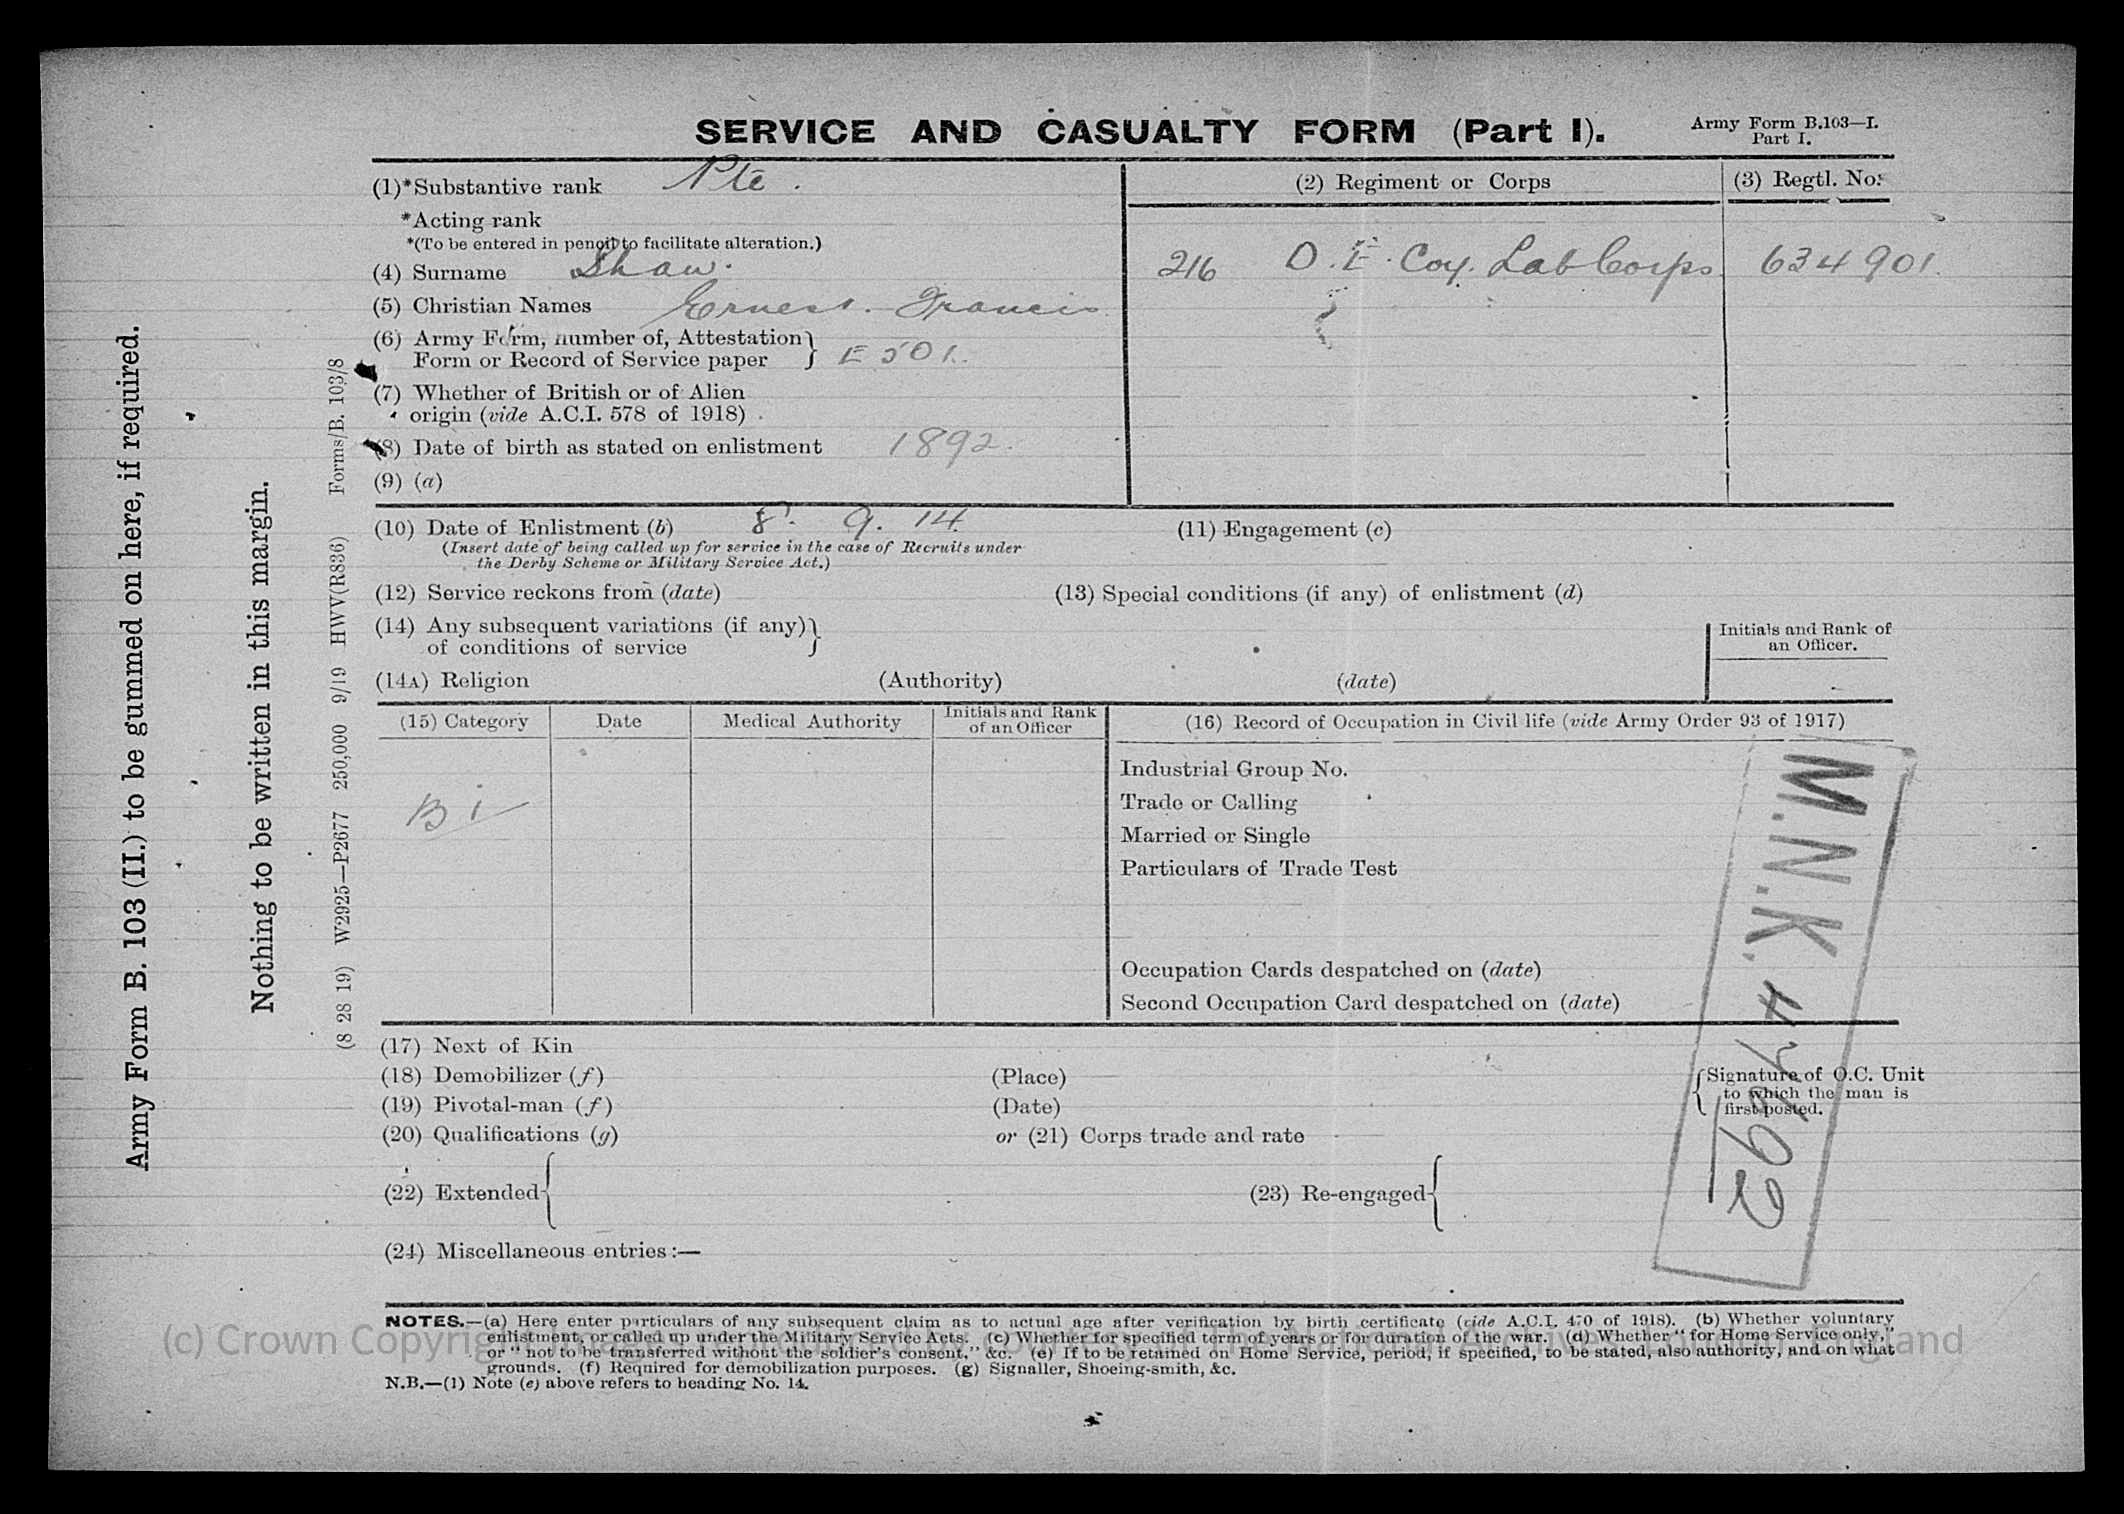 SERVICE AND CASUALTY FORM (Part I).
Army Form B.103—I.
Part I.
(1)*Substantive rank Pte.
*Acting rank
*(To be entered in pencil to facilitate alteration.)
(2) Regiment or Corps
(3) Regtl. No.
(4) Surname Shaw.
216 D.E. Coy. Lab Corps 634901.
(5) Christian Names Ernest Francis
(6) Army Form, number of, Attestation
Form or Record of Service paper } E 501.
(7) Whether of British or of Alien
origin (vide A.C.I. 578 of 1918)
(8) Date of birth as stated on enlistment 1892.
(9) (a)
(10) Date of Enlistment (b) 8. 9. 14
(11) Engagement (c)
(Insert date of being called up for service in the case of Recruits under
the Derby Scheme or Military Service Act.)
(12) Service reckons from (date)
(13) Special conditions (if any) of enlistment (d)
(14) Any subsequent variations (if any)
of conditions of service }
Initials and Rank of
an Officer.
(14A) Religion (Authority) (date)
(15) Category Date Medical Authority Initials and Rank
of an Officer
(16) Record of Occupation in Civil life (vide Army Order 93 of 1917)
B i
Industrial Group No.
Trade or Calling
Married or Single
Particulars of Trade Test
Occupation Cards despatched on (date)
Second Occupation Card despatched on (date)
M.N.K.
(17) Next of Kin
(18) Demobilizer (f) (Place)
(19) Pivotal-man (f) (Date)
{ Signature of O.C. Unit
to which the man is
first posted.
(20) Qualifications (g) or (21) Corps trade and rate
(22) Extended {
(23) Re-engaged {
(24) Miscellaneous entries:—
NOTES.—(a) Here enter particulars of any subsequent claim as to actual age after verification by birth certificate (vide A.C.I. 470 of 1918). (b) Whether voluntary
enlistment, or called up under the Military Service Acts. (c) Whether for specified term of years or for duration of the war. (d) Whether "for Home Service only,"
or "not to be transferred without the soldier's consent," &c. (e) If to be retained on Home Service, period, if specified, to be stated, also authority, and on what
grounds. (f) Required for demobilization purposes. (g) Signaller, Shoeing-smith, &c.
N.B.—(1) Note (e) above refers to heading No. 14.
Army Form B. 103 (II.) to be gummed on here, if required.
Nothing to be written in this margin.
(8 28 19) W2925—P2677 250,000 9/19 HWV(R836) Forms/B. 103/8
(c) Crown Copyright